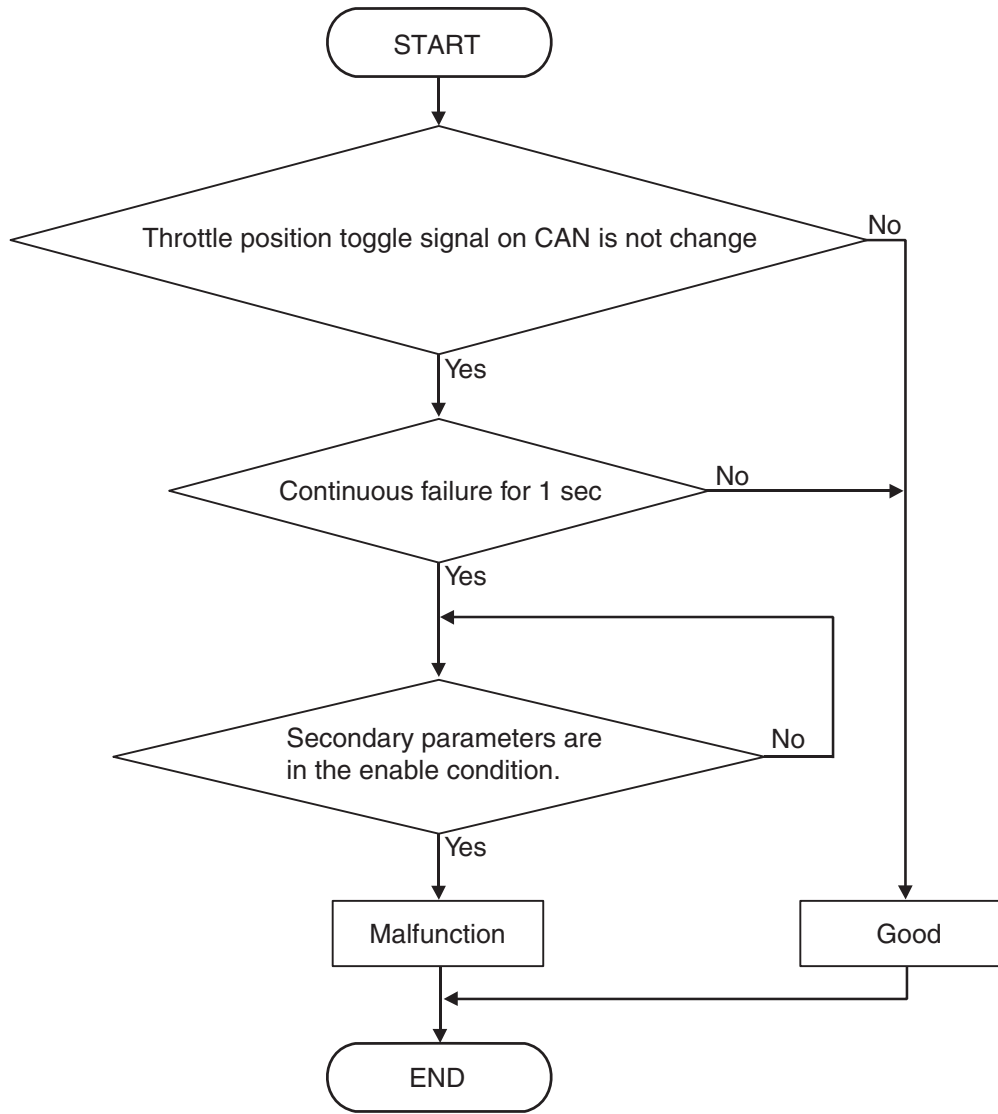 START
Throttle position toggle signal on CAN is not change
No
Yes
Continuous failure for 1 sec
No
Yes
Secondary parameters are
in the enable condition.
No
Yes
Malfunction
Good
END